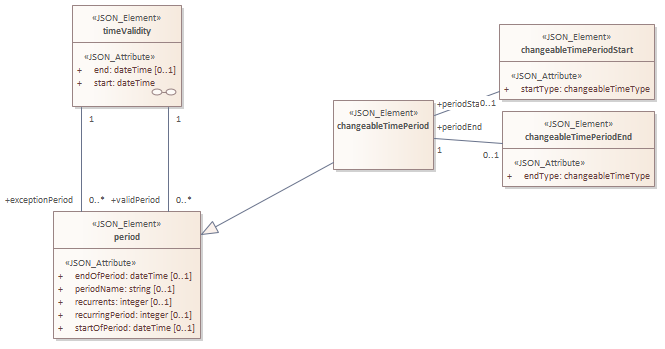 «JSON_Element»
timeValidity
«JSON_Attribute»
+ end: dateTime [0..1]
+ start: dateTime
1
1
+exceptionPeriod
0..*
+validPeriod
0..*
«JSON_Element»
period
«JSON_Attribute»
+ endOfPeriod: dateTime [0..1]
+ periodName: string [0..1]
+ recurrents: integer [0..1]
+ recurringPeriod: integer [0..1]
+ startOfPeriod: dateTime [0..1]
«JSON_Element»
changeableTimePeriod
+periodSta
0..1
+periodEnd
1
0..1
«JSON_Element»
changeableTimePeriodStart
«JSON_Attribute»
+ startType: changeableTimeType
«JSON_Element»
changeableTimePeriodEnd
«JSON_Attribute»
+ endType: changeableTimeType